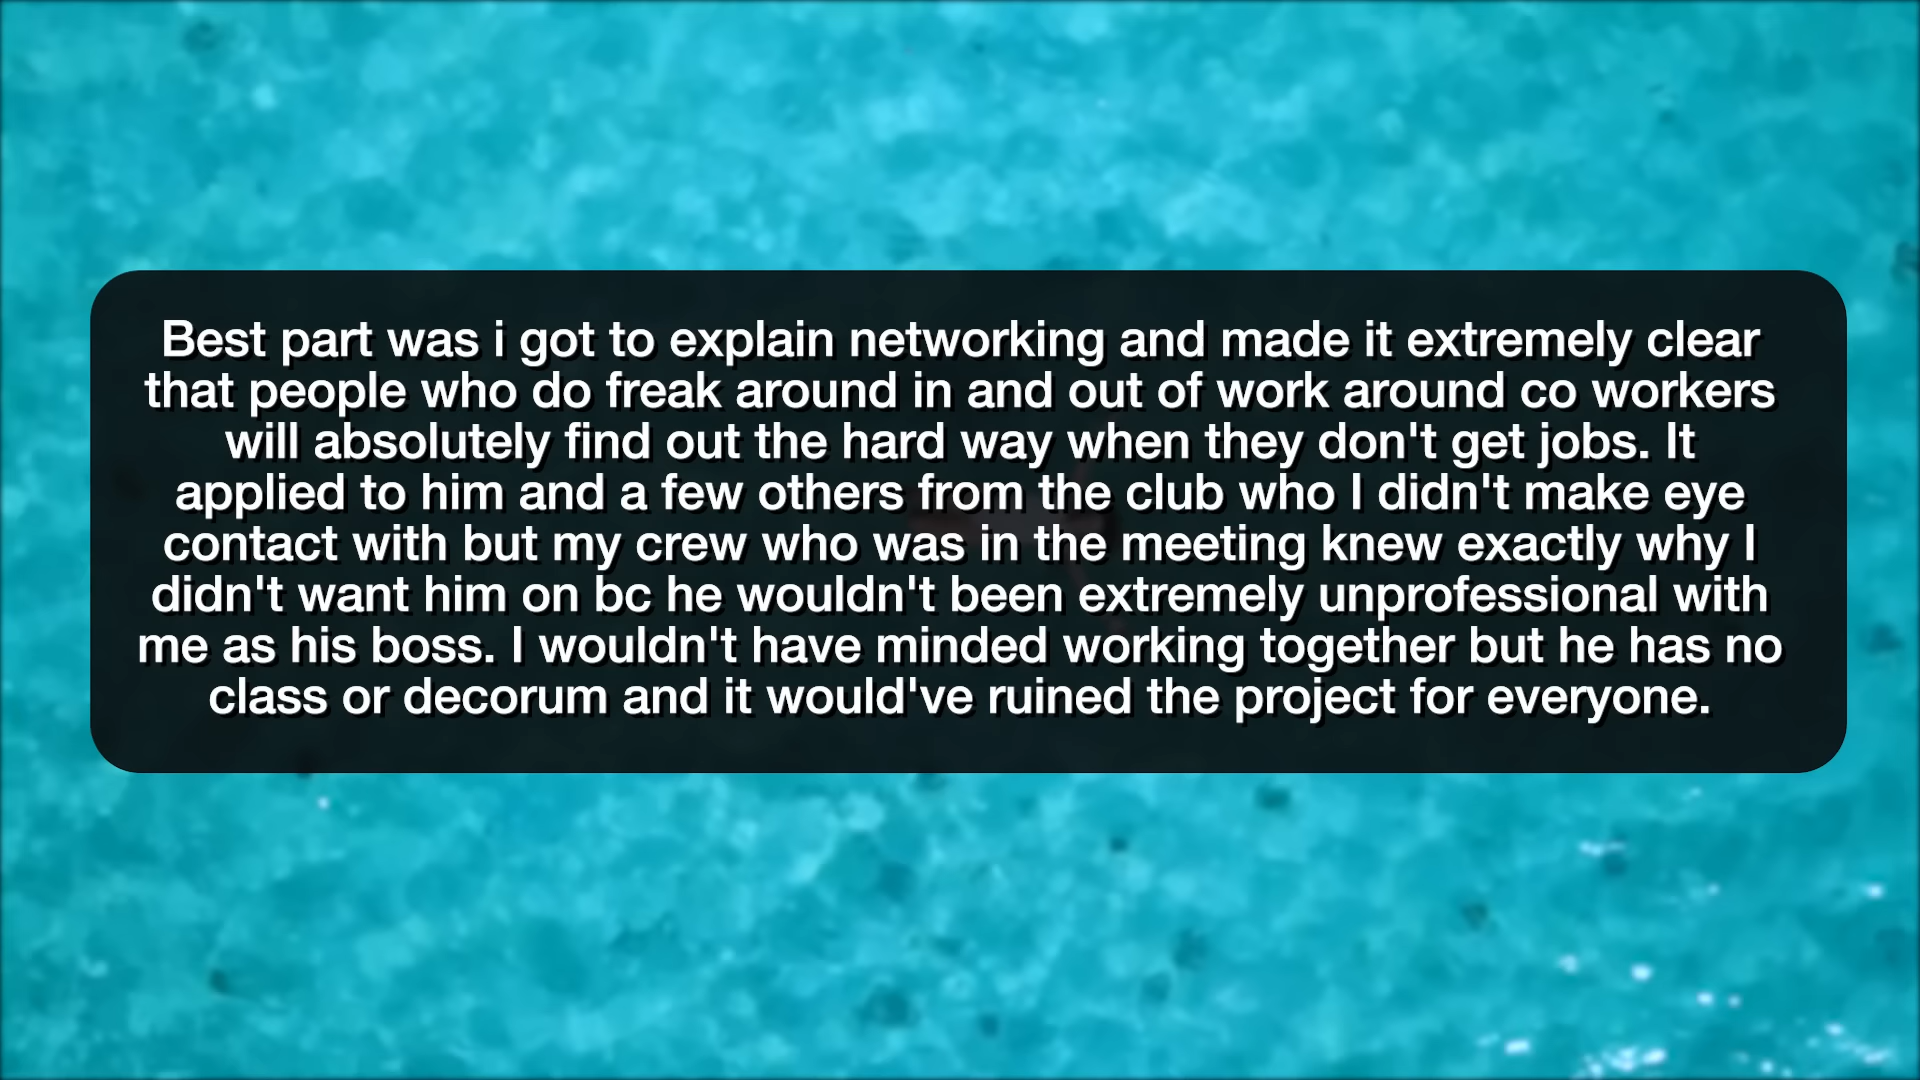 Best part was i got to explain networking and made it extremely clear
that people who do freak around in and out of work around co workers
will absolutely find out the hard way when they don't get jobs. It
applied to him and a few others from the club who I didn't make eye
contact with but my crew who was in the meeting knew exactly why I
didn't want him on bc he wouldn't been extremely unprofessional with
me as his boss. I wouldn't have minded working together but he has no
class or decorum and it would've ruined the project for everyone.